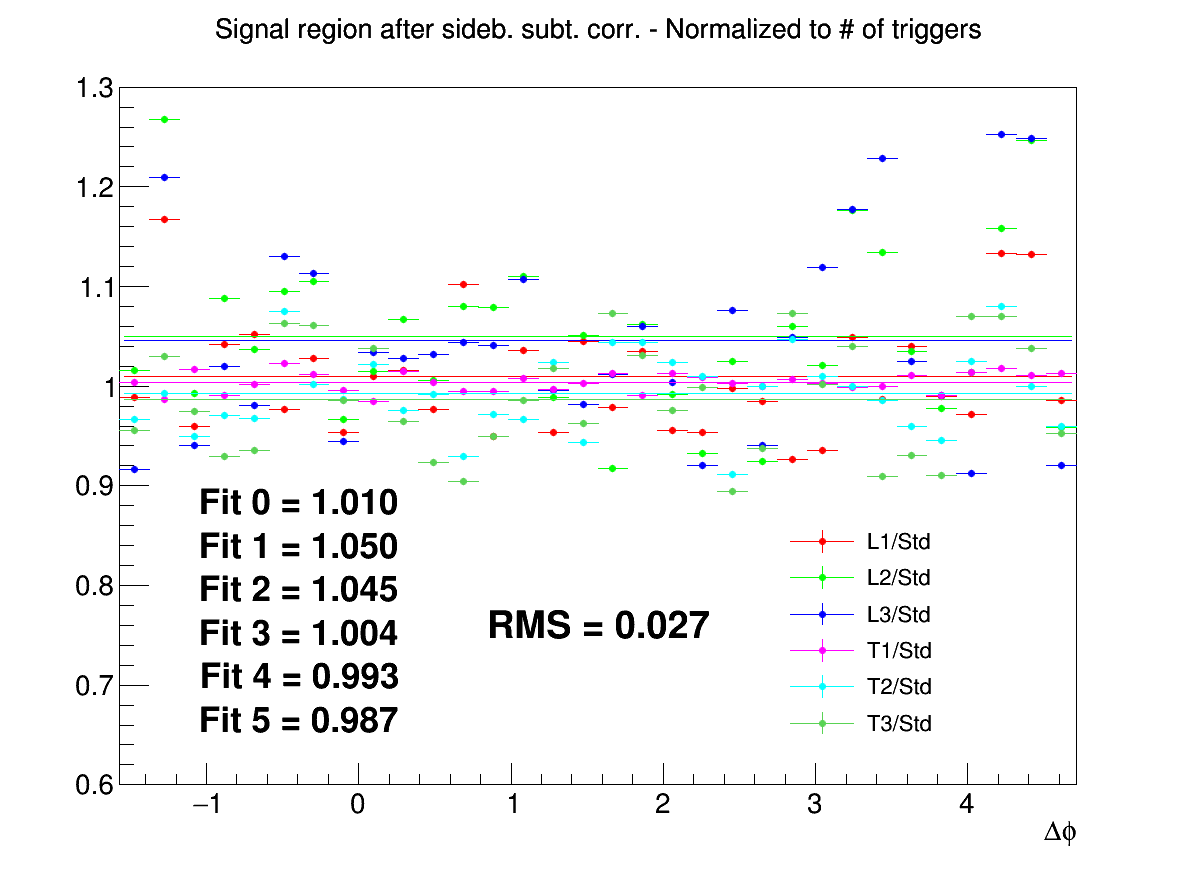 Signal region after sideb. subt. corr. - Normalized to # of triggers
1.3
1.2
1.1
1
0.9
0.8
0.7
0.6
Fit 0 = 1.010
Fit 1 = 1.050
Fit 2 = 1.045
Fit 3 = 1.004
Fit 4 = 0.993
Fit 5 = 0.987
RMS = 0.027
L1/Std
L2/Std
L3/Std
T1/Std
T2/Std
T3/Std
−1 0 1 2 3 4
Δϕ